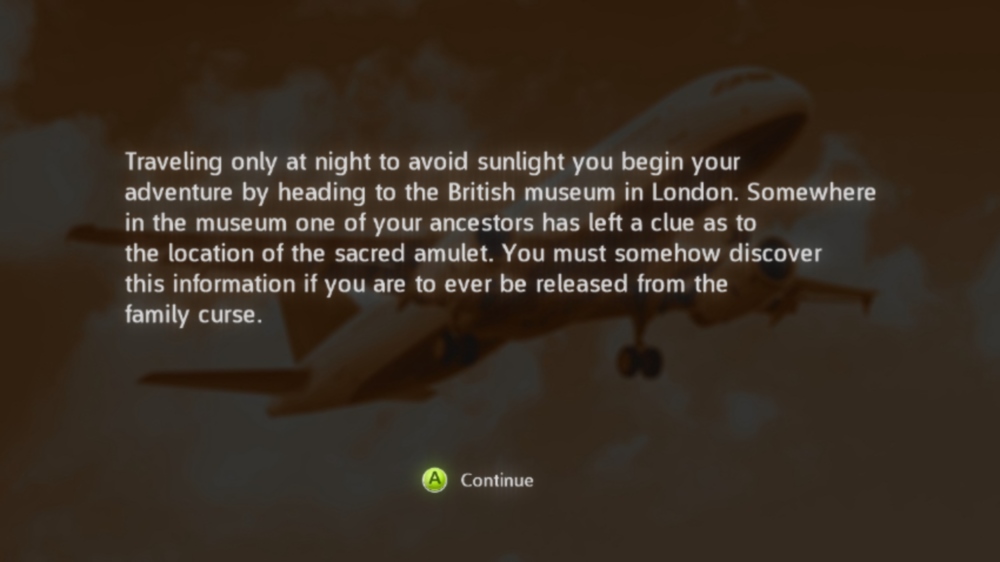 Traveling only at night to avoid sunlight you begin your
adventure by heading to the British museum in London. Somewhere
in the museum one of your ancestors has left a clue as to
the location of the sacred amulet. You must somehow discover
this information if you are to ever be released from the
family curse.
A Continue